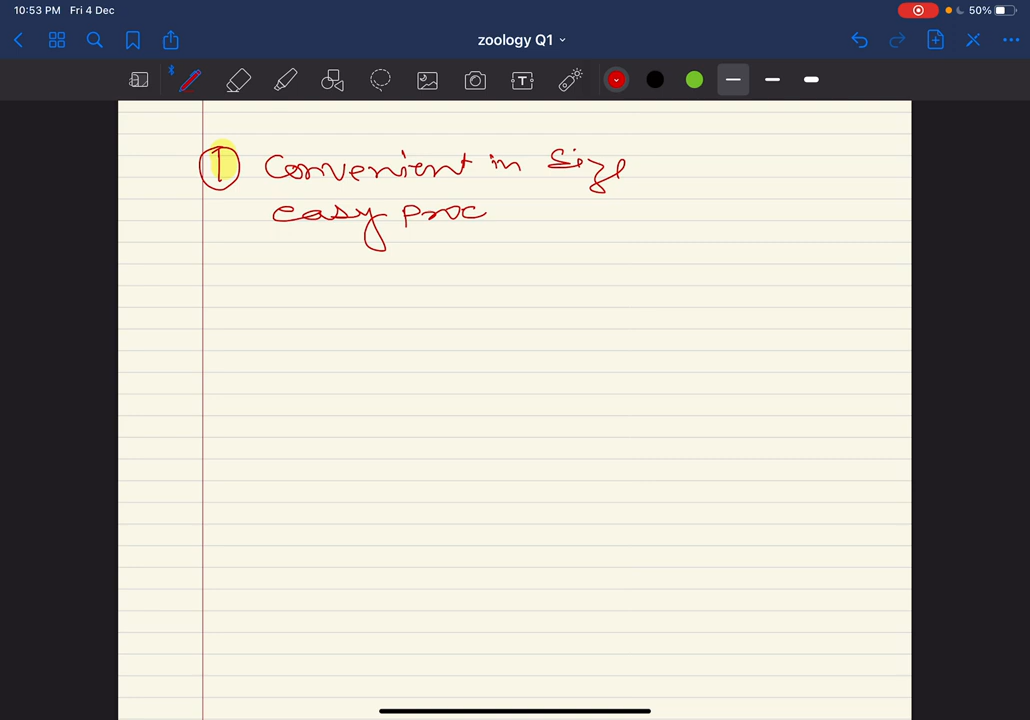 10:53 PM Fri 4 Dec 50%
zoology Q1
T
1 Convenient in size
easy proc